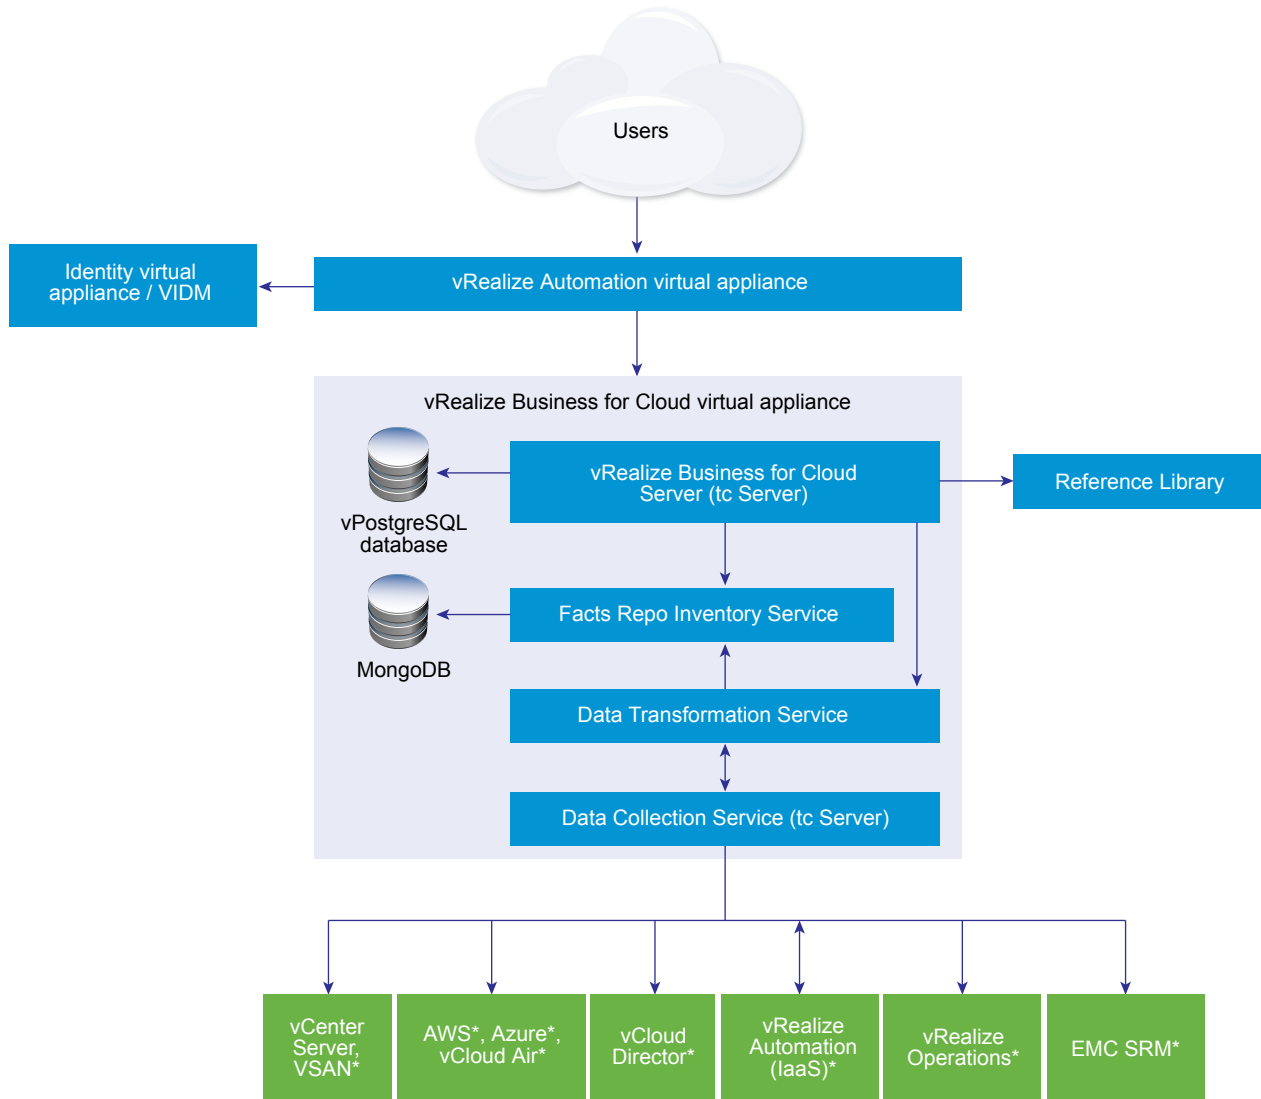 Users
Identity virtual
appliance / VIDM
vRealize Automation virtual appliance
vRealize Business for Cloud virtual appliance
vRealize Business for Cloud
Server (tc Server)
Reference Library
vPostgreSQL
database
Facts Repo Inventory Service
MongoDB
Data Transformation Service
Data Collection Service (tc Server)
vCenter
Server,
VSAN*
AWS*, Azure*,
vCloud Air*
vCloud
Director*
vRealize
Automation
(IaaS)*
vRealize
Operations*
EMC SRM*